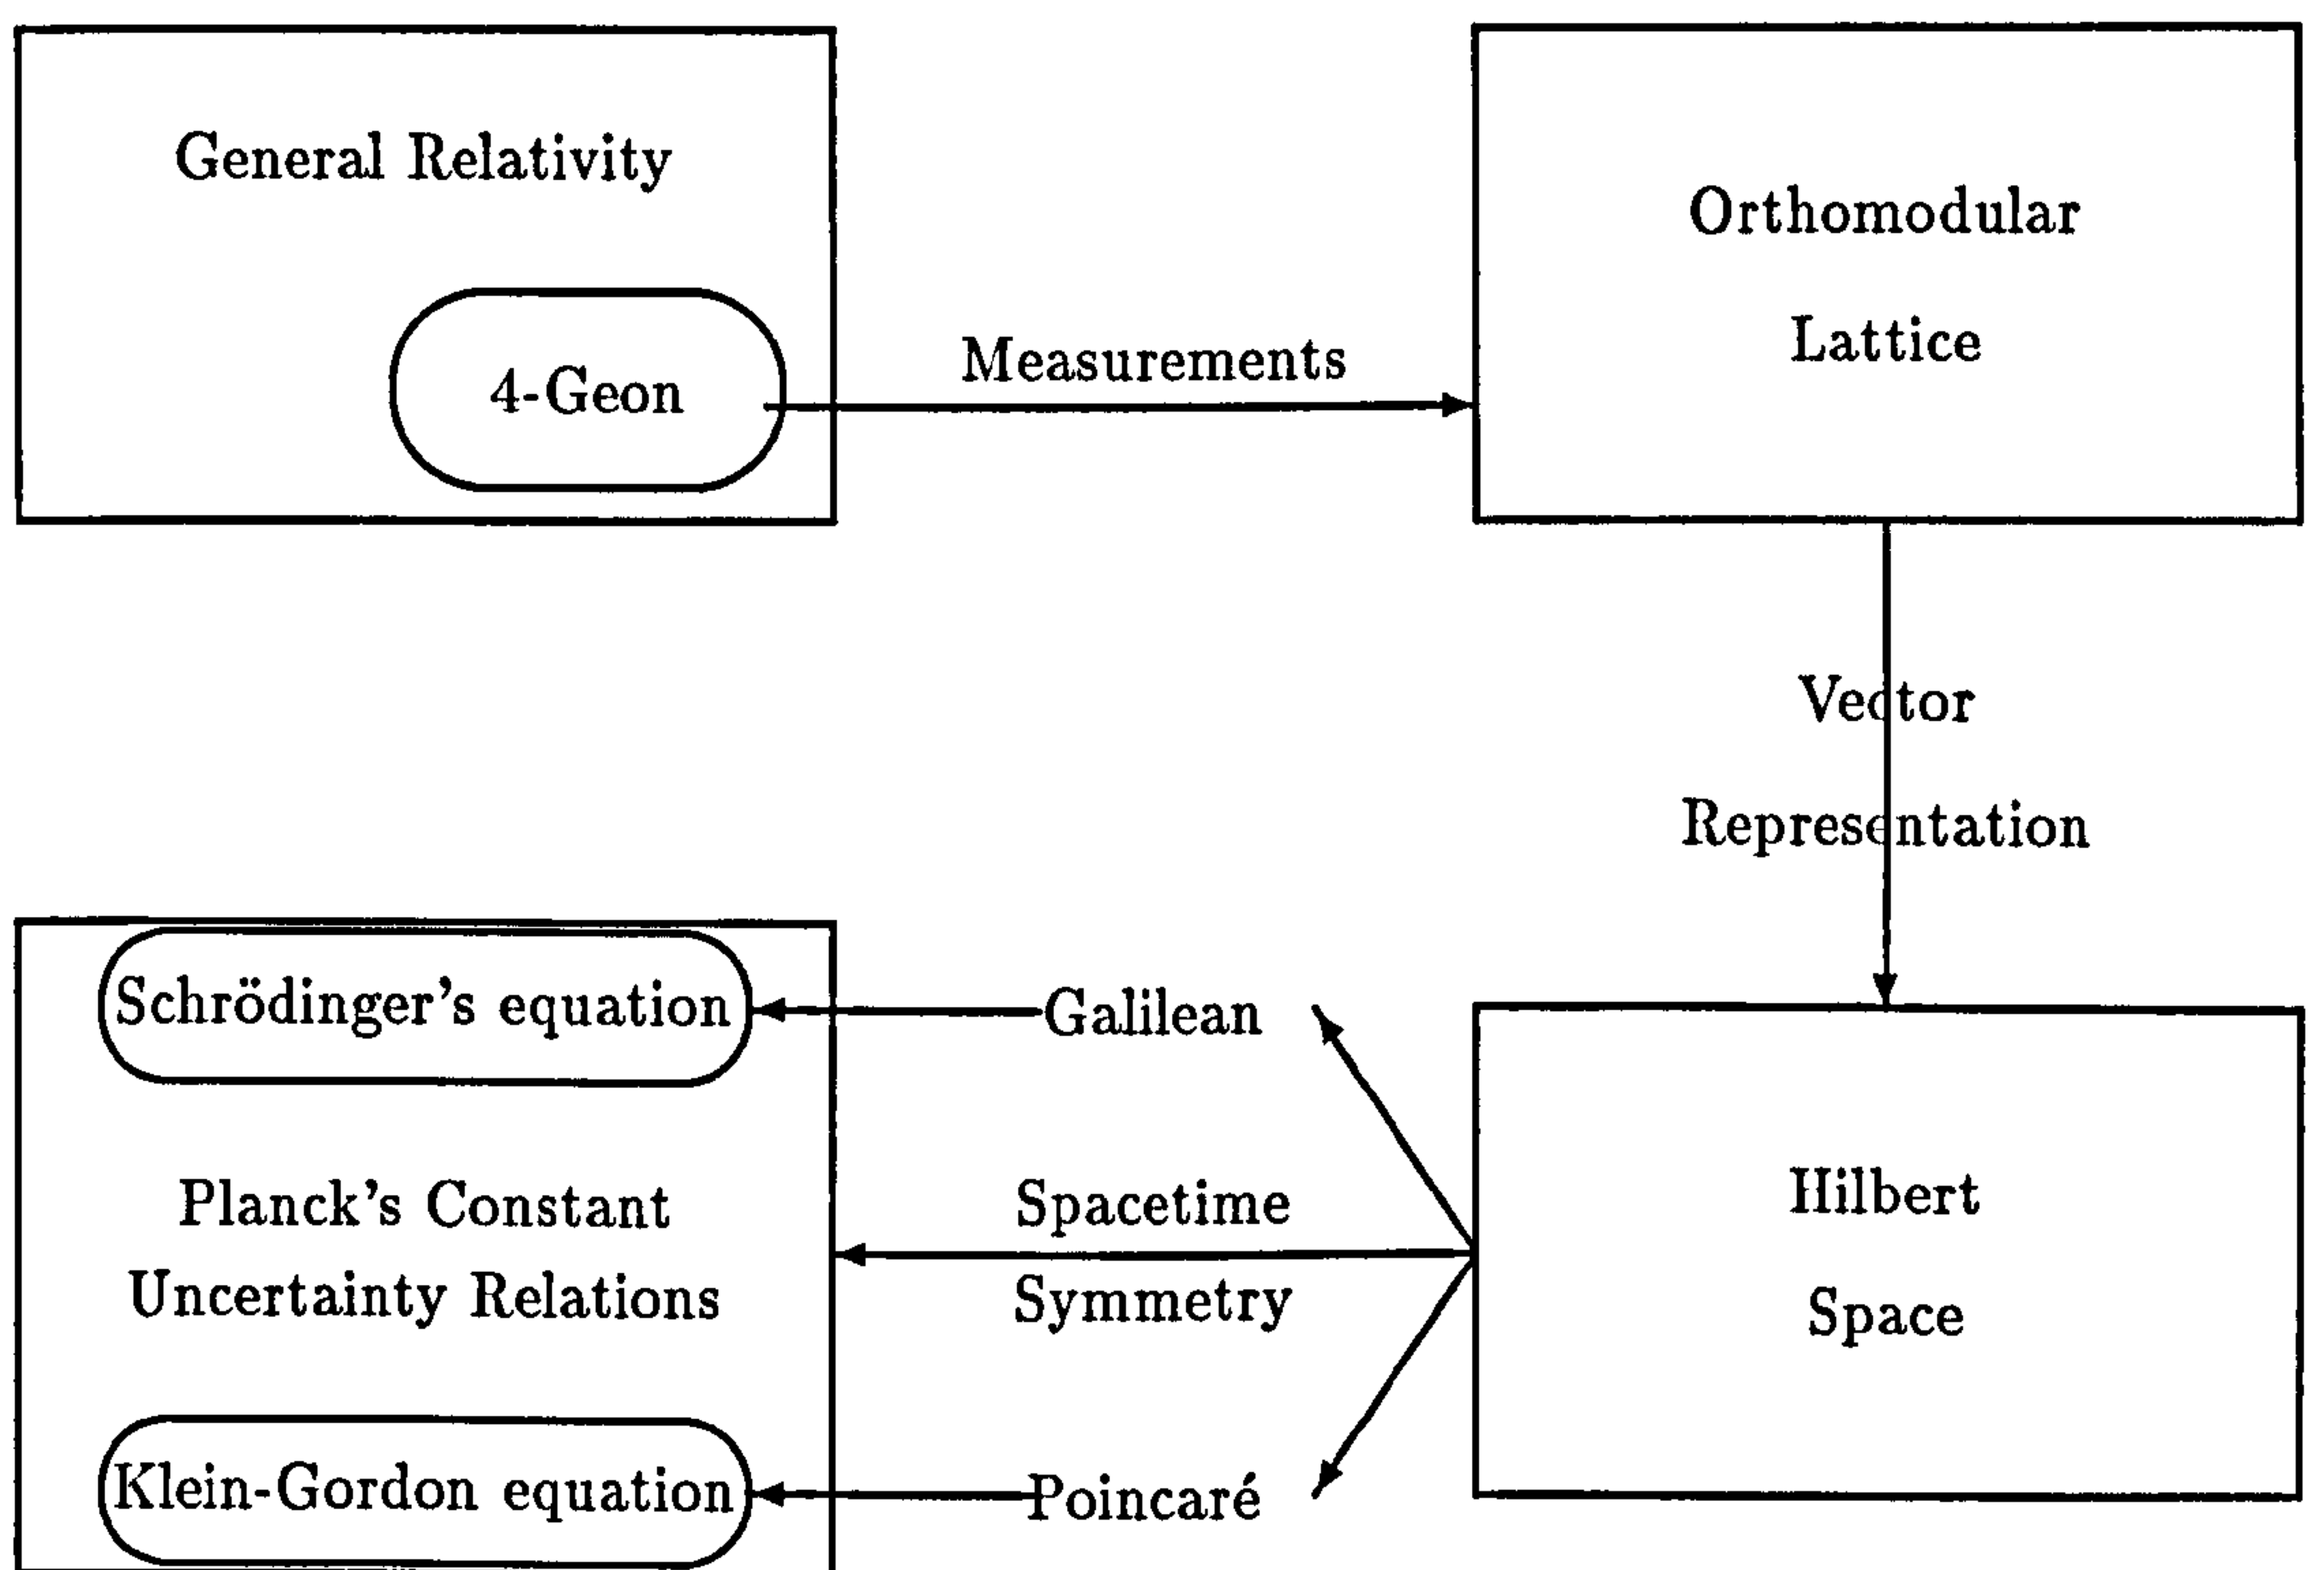 General Relativity
4-Geon
Measurements
Orthomodular
Lattice
Vector
Representation
Hilbert
Space
Galilean
Spacetime
Symmetry
Poincaré
Schrödinger's equation
Planck's Constant
Uncertainty Relations
Klein-Gordon equation